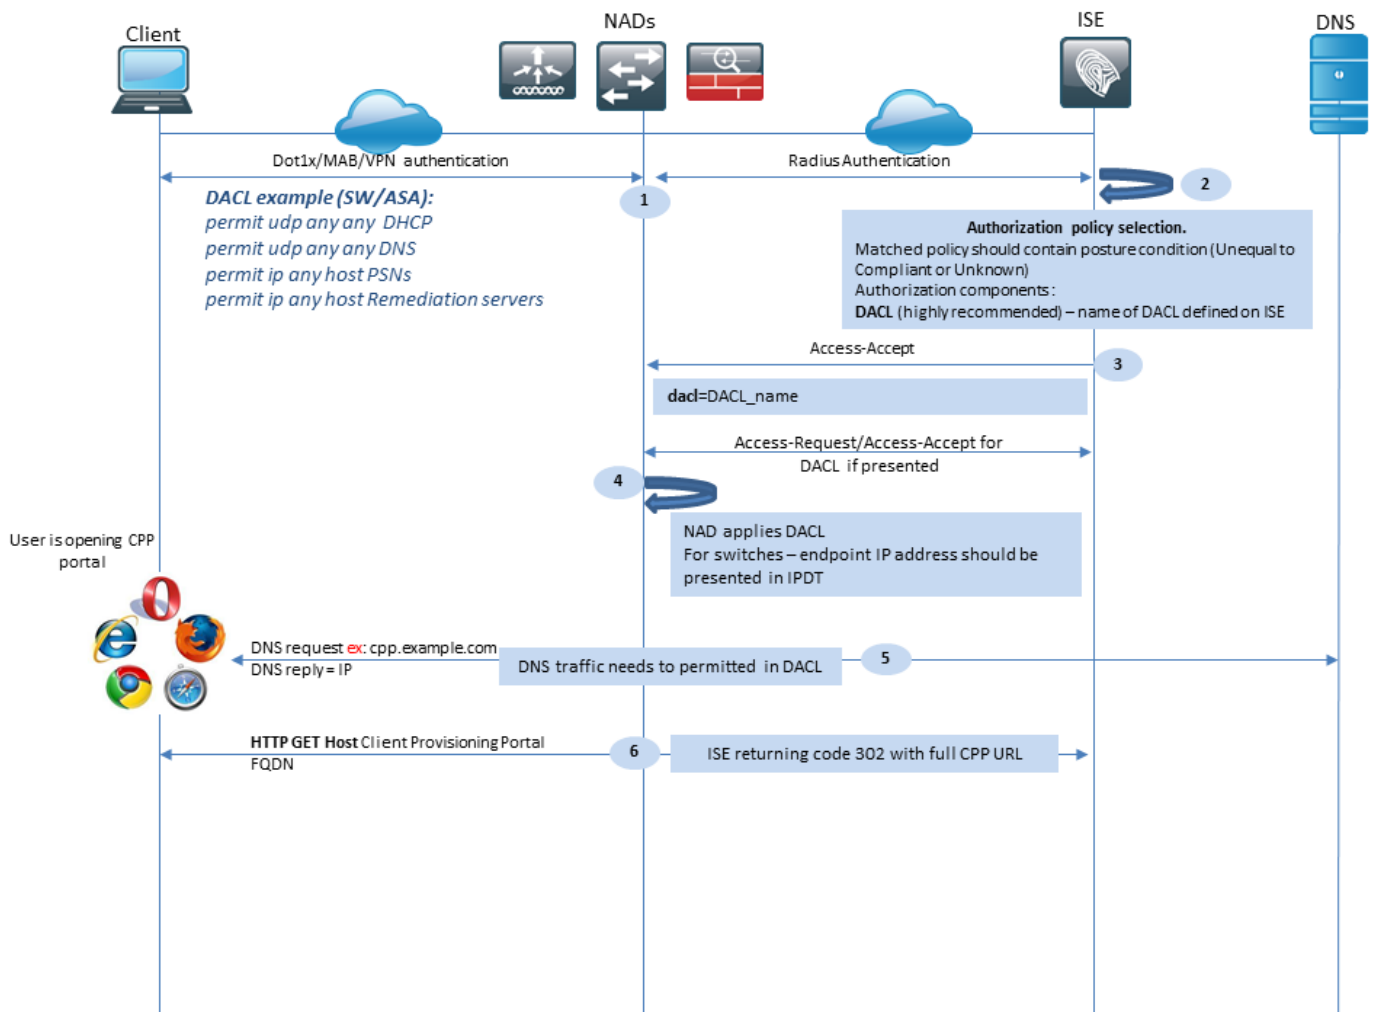 Client
NADs
ISE
DNS
Dot1x/MAB/VPN authentication
Radius Authentication
1
2
DACL example (SW/ASA):
permit udp any any DHCP
permit udp any any DNS
permit ip any host PSNs
permit ip any host Remediation servers
Authorization policy selection.
Matched policy should contain posture condition (Unequal to
Compliant or Unknown)
Authorization components:
DACL (highly recommended) – name of DACL defined on ISE
Access-Accept
3
dacl=DACL_name
Access-Request/Access-Accept for
DACL if presented
4
NAD applies DACL
For switches – endpoint IP address should be
presented in IPDT
User is opening CPP
portal
DNS request ex: cpp.example.com
DNS reply = IP
DNS traffic needs to permitted in DACL
5
HTTP GET Host Client Provisioning Portal
FQDN
6
ISE returning code 302 with full CPP URL